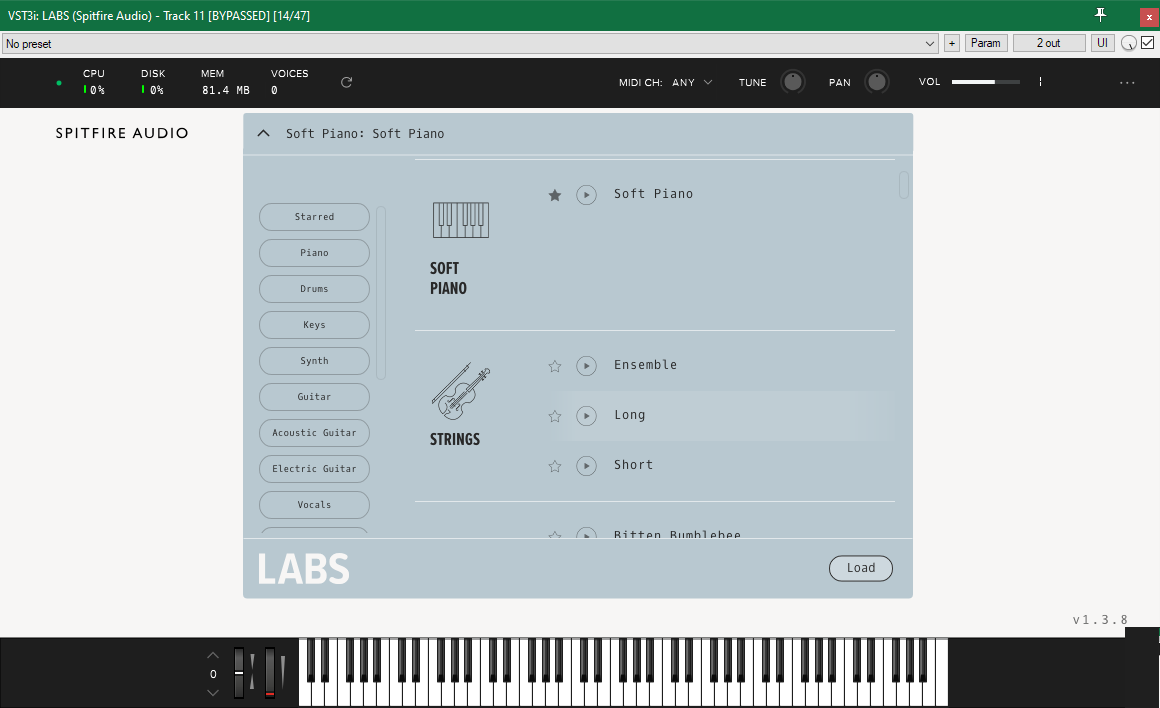 VST3i: LABS (Spitfire Audio) - Track 11 [BYPASSED] [14/47]
x
No preset
+
Param
2 out
UI
CPU
0%
DISK
0%
MEM
81.4 MB
VOICES
0
MIDI CH: ANY
TUNE
PAN
VOL
SPITFIRE AUDIO
Soft Piano: Soft Piano
Starred
Piano
Drums
Keys
Synth
Guitar
Acoustic Guitar
Electric Guitar
Vocals
SOFT
PIANO
Soft Piano
STRINGS
Ensemble
Long
Short
Bitten Bumblebee
LABS
Load
v1.3.8
0